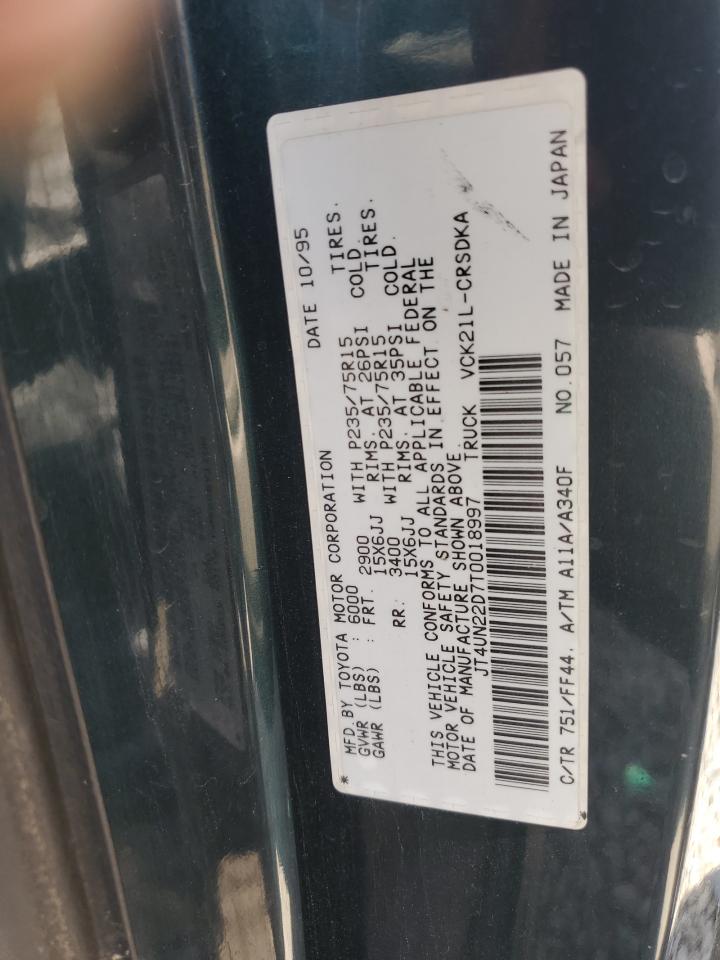 * MFD. BY TOYOTA MOTOR CORPORATION DATE 10/95
GVWR (LBS) : 6000
GAWR (LBS) : FRT. 2900 WITH P235/75R15 TIRES.
15X6JJ RIMS. AT 26PSI COLD.
RR. 3400 WITH P235/75R15 TIRES.
15X6JJ RIMS. AT 35PSI COLD.
THIS VEHICLE CONFORMS TO ALL APPLICABLE FEDERAL
MOTOR VEHICLE SAFETY STANDARDS IN EFFECT ON THE
DATE OF MANUFACTURE SHOWN ABOVE.
JT4UN22D7T0018997 TRUCK VCK21L-CRSDKA
C/TR 751/FF44. A/TM A11A/A340F NO.057 MADE IN JAPAN